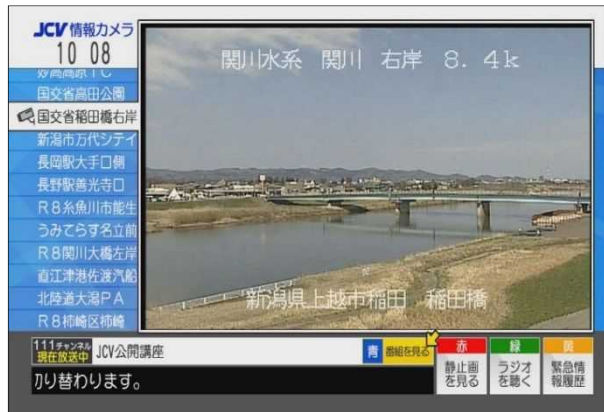 JCV 情報カメラ
10 08
妙高高原IC
国交省高田公園
国交省稲田橋右岸
新潟市万代シテイ
長岡駅大手口側
長野駅善光寺口
R8糸魚川市能生
うみてらす名立前
R8関川大橋左岸
直江津港佐渡汽船
北陸道大潟PA
R8柿崎区柿崎
関川水系 関川 右岸 8.4k
新潟県上越市稲田 稲田橋
111チャンネル
現在放送中
JCV公開講座
青 番組を見る
赤
静止画
を見る
緑
ラジオ
を聴く
黄
緊急情
報履歴
り替わります。